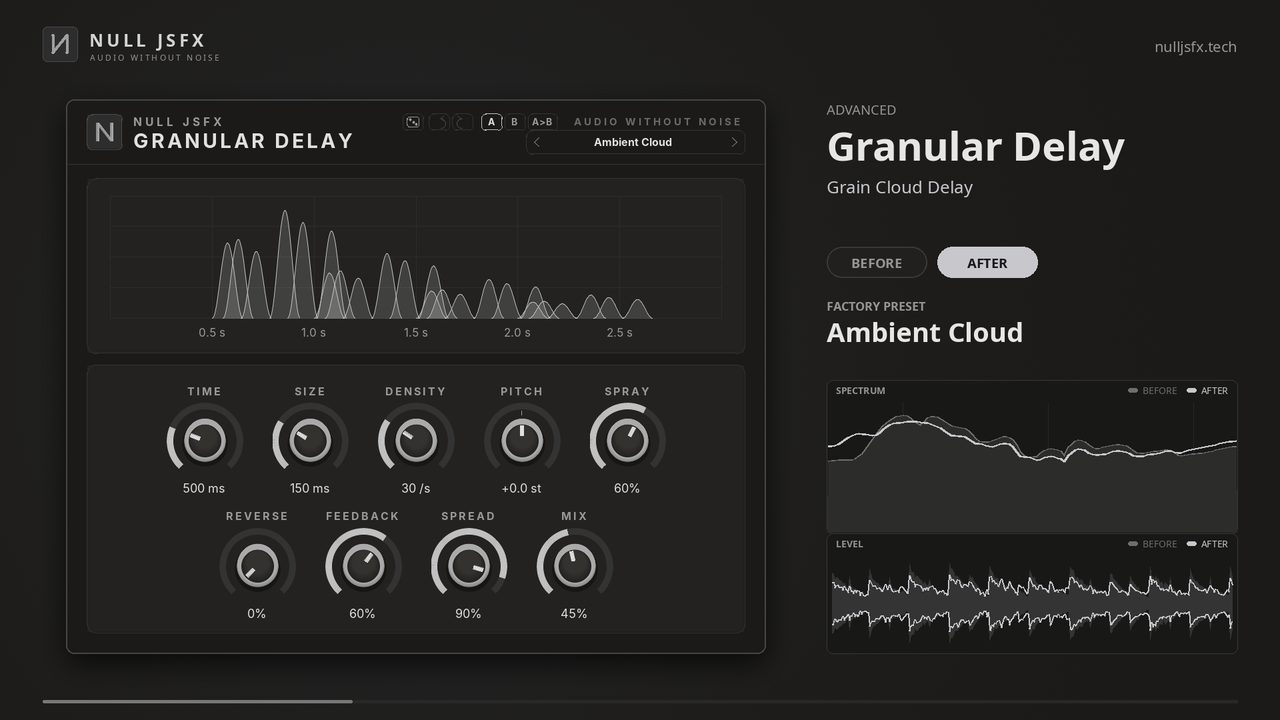 NULL JSFX
AUDIO WITHOUT NOISE
nulljsfx.tech
N
NULL JSFX
GRANULAR DELAY
A B A>B
AUDIO WITHOUT NOISE
Ambient Cloud
0.5 s 1.0 s 1.5 s 2.0 s 2.5 s
TIME SIZE DENSITY PITCH SPRAY
500 ms 150 ms 30 /s +0.0 st 60%
REVERSE FEEDBACK SPREAD MIX
0% 60% 90% 45%
ADVANCED
Granular Delay
Grain Cloud Delay
BEFORE AFTER
FACTORY PRESET
Ambient Cloud
SPECTRUM BEFORE AFTER
LEVEL BEFORE AFTER